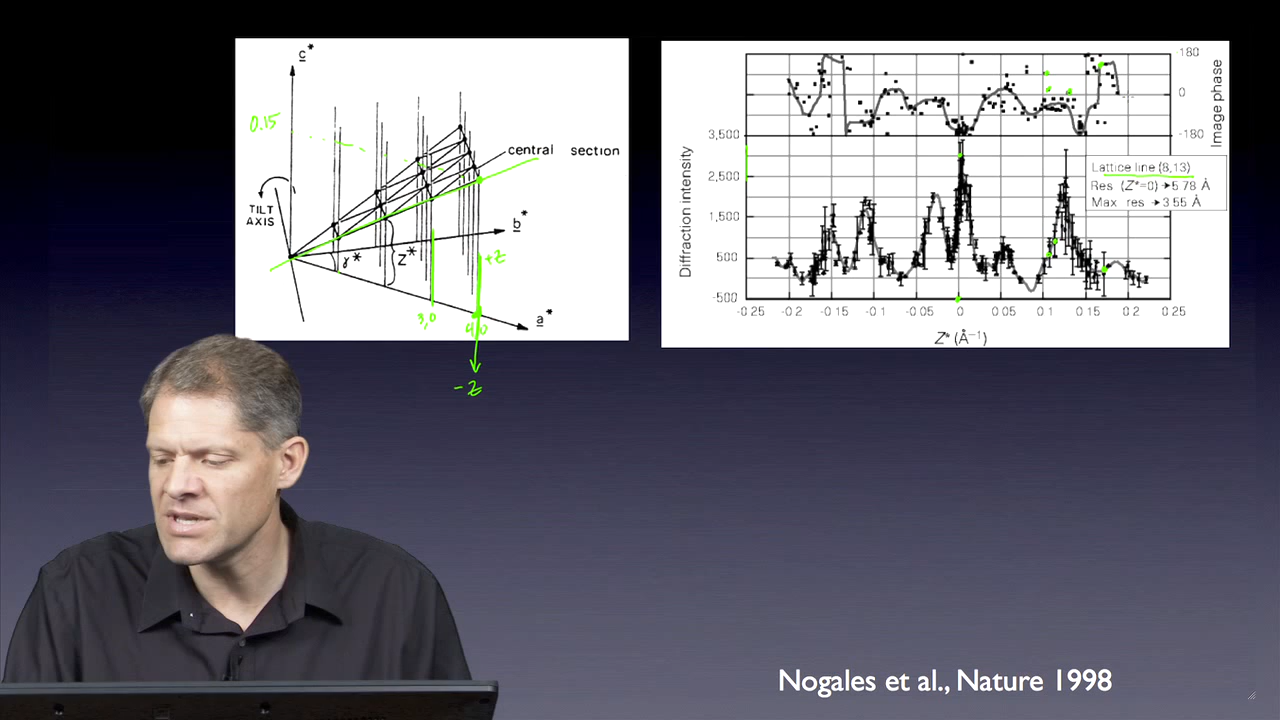 c*
0.15
central section
TILT
AXIS
b*
γ*
Z*
+Z
3,0
4,0
a*
-Z
-180
0
-180
Image phase
3,500
2,500
1,500
500
-500
Diffraction intensity
Lattice line (8,13)
Res (Z*=0) ➔5 78 Å
Max res ➔3 55 Å
-0.25 -0.2 -0.15 -0.1 -0.05 0 0.05 0.1 0.15 0.2 0.25
Z* (Å⁻¹)
Nogales et al., Nature 1998